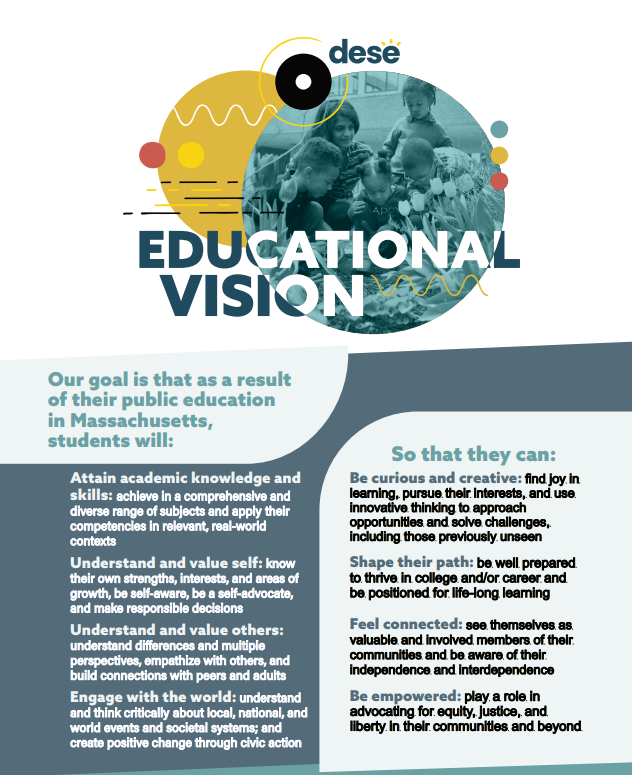 dese
EDUCATIONAL
VISION
Our goal is that as a result
of their public education
in Massachusetts,
students will:
Attain academic knowledge and
skills: achieve in a comprehensive and
diverse range of subjects and apply their
competencies in relevant, real-world
contexts
Understand and value self: know
their own strengths, interests, and areas of
growth, be self-aware, be a self-advocate,
and make responsible decisions
Understand and value others:
understand differences and multiple
perspectives, empathize with others, and
build connections with peers and adults
Engage with the world: understand
and think critically about local, national, and
world events and societal systems; and
create positive change through civic action
So that they can:
Be curious and creative: find joy in
learning, pursue their interests, and use
innovative thinking to approach
opportunities and solve challenges,
including those previously unseen
Shape their path: be well prepared
to thrive in college and/or career and
be positioned for life-long learning
Feel connected: see themselves as
valuable and involved members of their
communities and be aware of their
independence and interdependence
Be empowered: play a role in
advocating for equity, justice, and
liberty in their communities and beyond